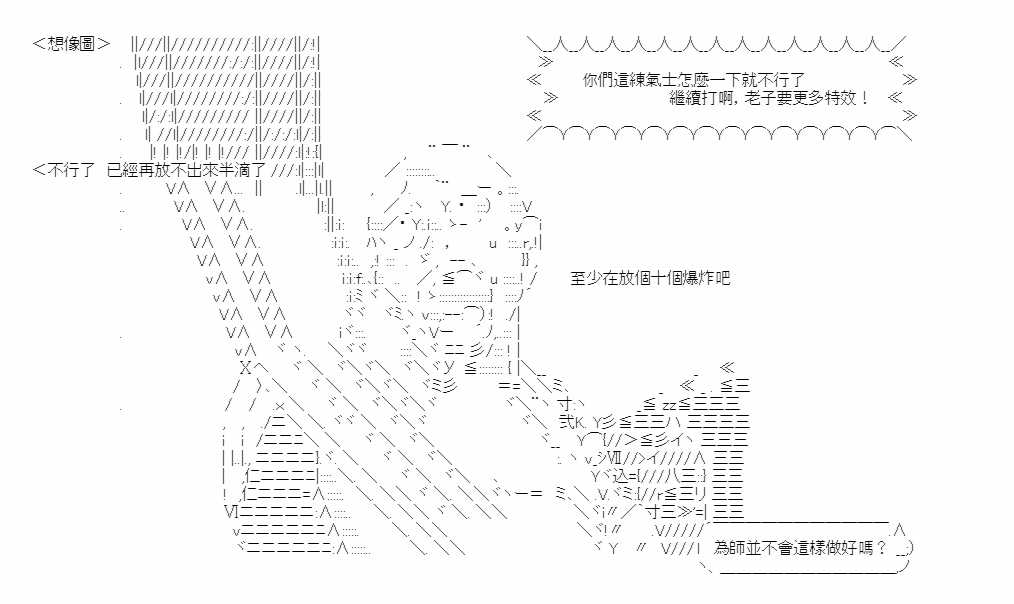 <想像圖>
你們這練氣士怎麼一下就不行了
繼續打啊, 老子要更多特效!
<不行了 已經再放不出來半滴了
至少在放個十個爆炸吧
為師並不會這樣做好嗎?